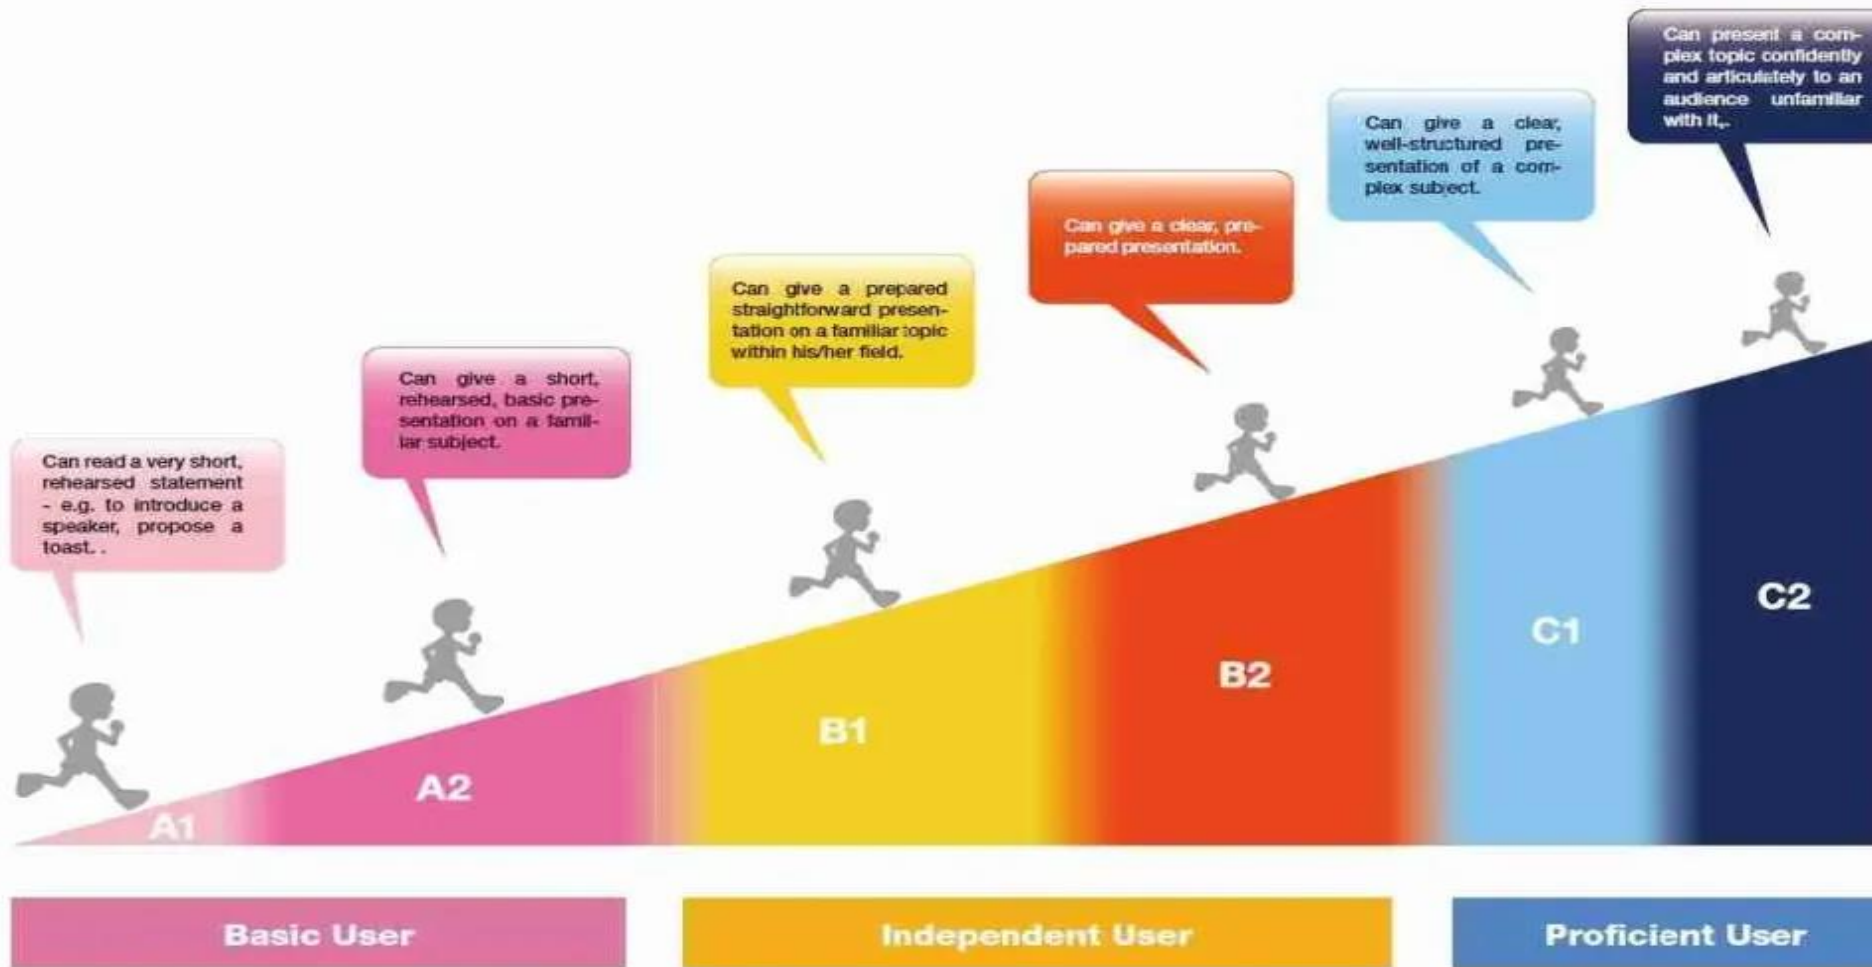 Can read a very short,
rehearsed statement
- e.g. to introduce a
speaker, propose a
toast. .
Can give a short,
rehearsed, basic pre-
sentation on a famil-
iar subject.
Can give a prepared
straightforward presen-
tation on a familiar topic
within his/her field.
Can give a clear, pre-
pared presentation.
Can give a clear,
well-structured pre-
sentation of a com-
plex subject.
Can present a com-
plex topic confidently
and articulately to an
audience unfamiliar
with it,.
A1
A2
B1
B2
C1
C2
Basic User
Independent User
Proficient User